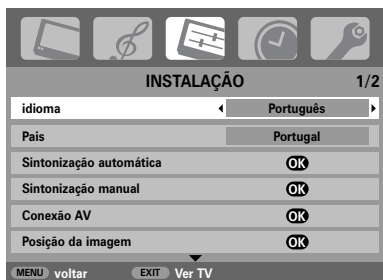 INSTALAÇÃO 1/2
idioma Português
Pais Portugal
Sintonização automática OK
Sintonização manual OK
Conexão AV OK
Posição da imagem OK
MENU voltar EXIT Ver TV